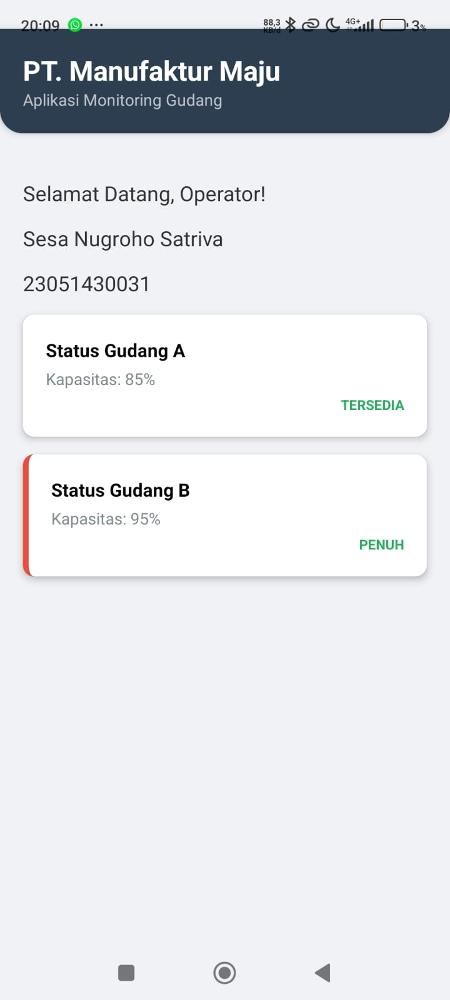 20:09
88,3
KB/d
4G+
3%
PT. Manufaktur Maju
Aplikasi Monitoring Gudang
Selamat Datang, Operator!
Sesa Nugroho Satriva
23051430031
Status Gudang A
Kapasitas: 85%
TERSEDIA
Status Gudang B
Kapasitas: 95%
PENUH